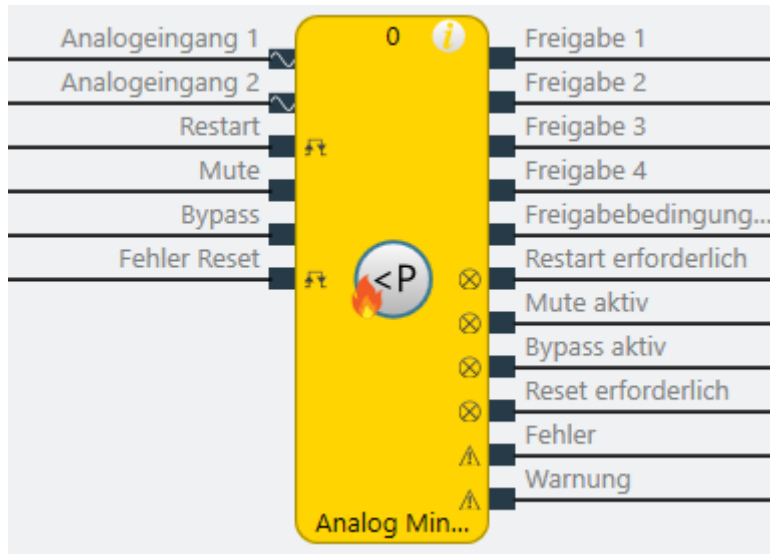 Analogeingang 1
Analogeingang 2
Restart
Mute
Bypass
Fehler Reset
0
i
<P
Analog Min...
Freigabe 1
Freigabe 2
Freigabe 3
Freigabe 4
Freigabebedingung...
Restart erforderlich
Mute aktiv
Bypass aktiv
Reset erforderlich
Fehler
Warnung